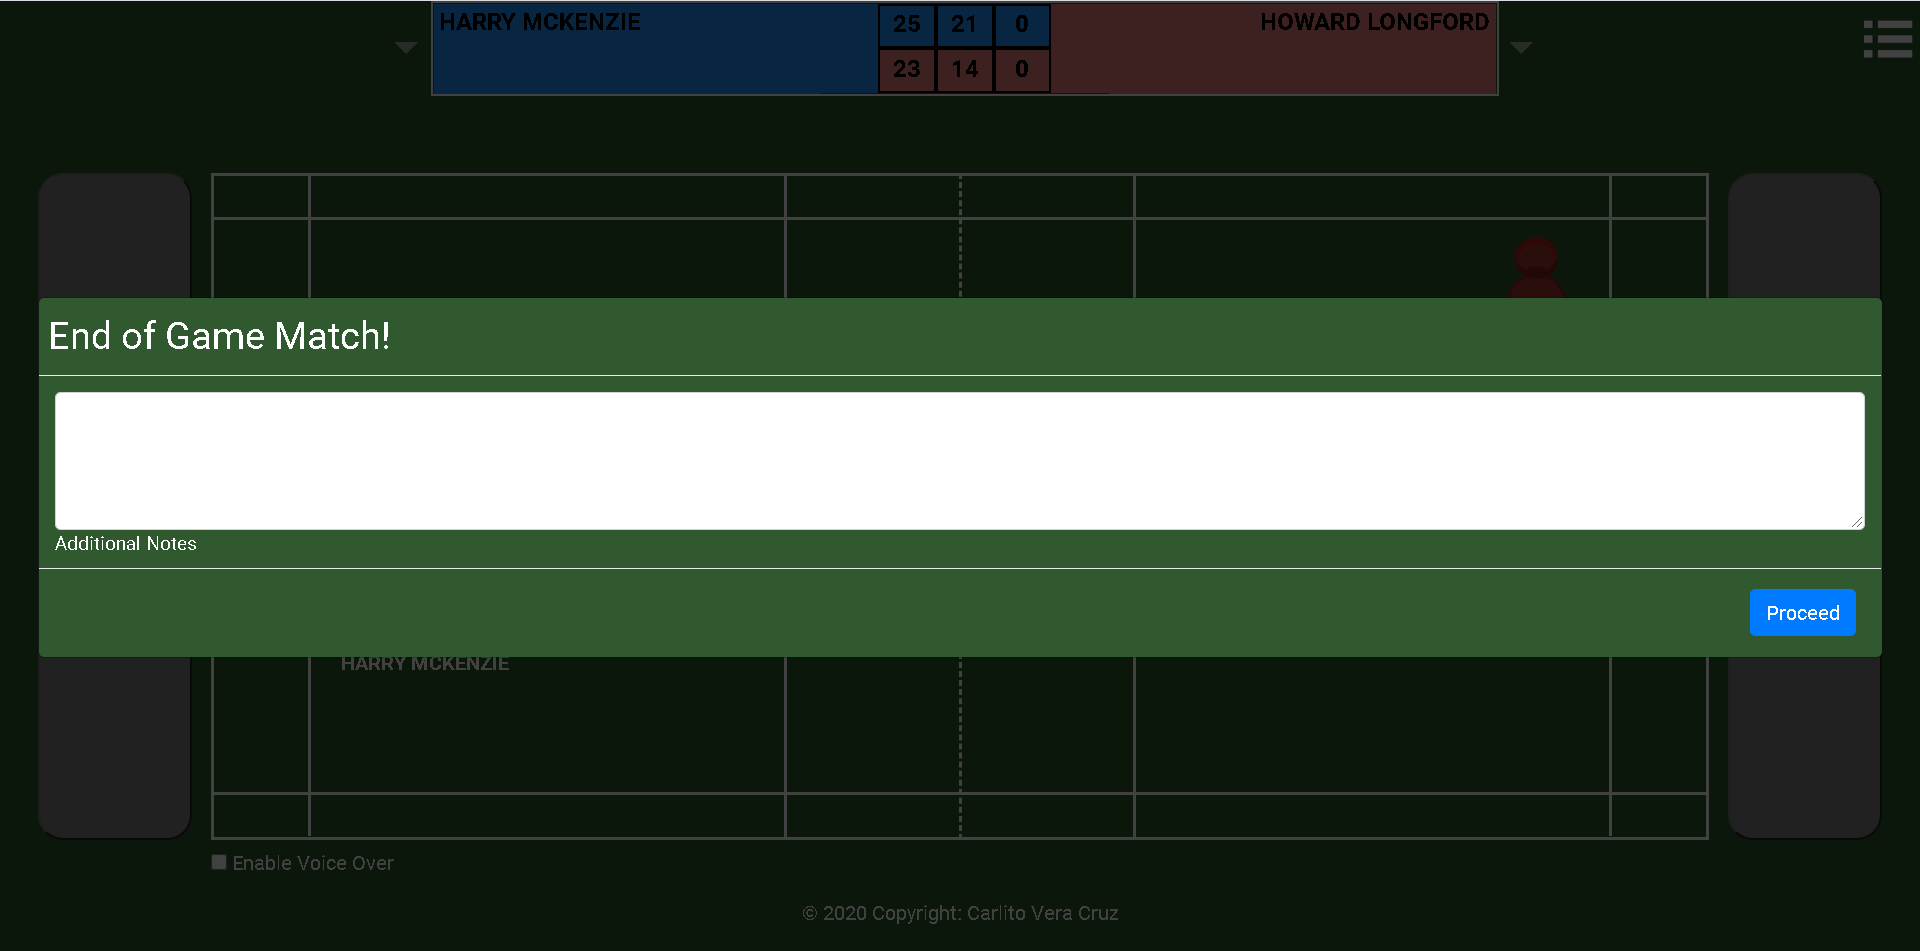 HARRY MCKENZIE 25 21 0 HOWARD LONGFORD
23 14 0
End of Game Match!
Additional Notes
Proceed
HARRY MCKENZIE
Enable Voice Over
© 2020 Copyright: Carlito Vera Cruz